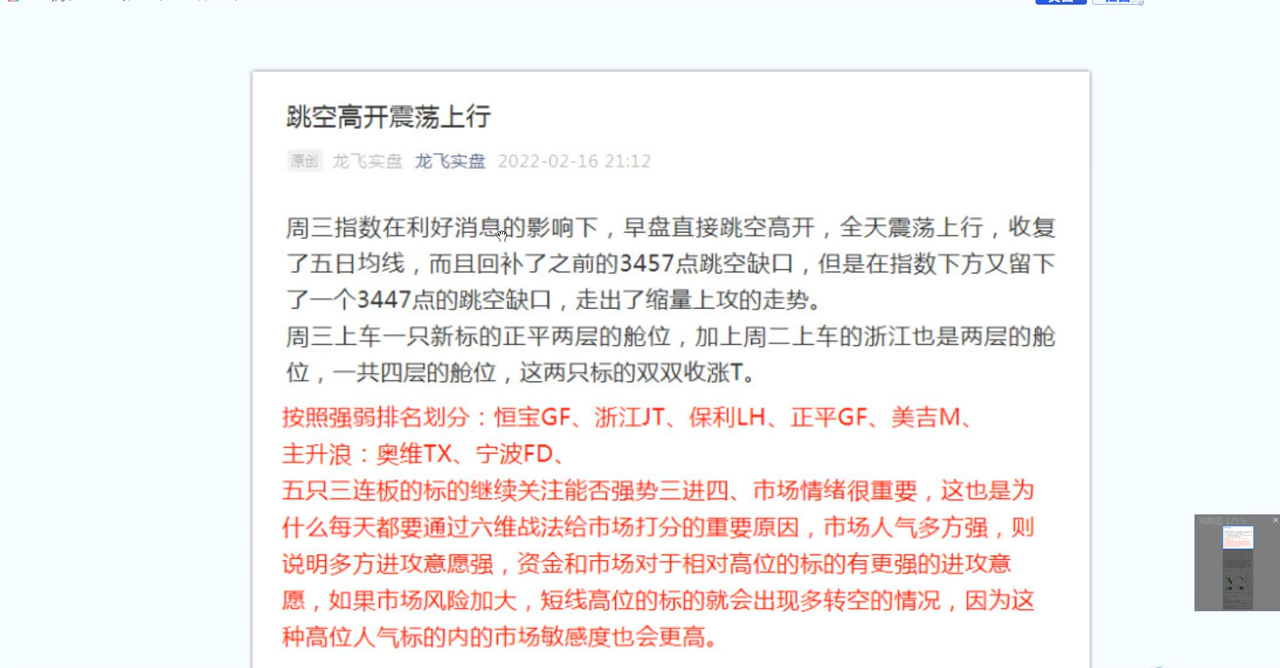 跳空高开震荡上行
原创 龙飞实盘 龙飞实盘 2022-02-16 21:12
周三指数在利好消息的影响下，早盘直接跳空高开，全天震荡上行，收复
了五日均线，而且回补了之前的3457点跳空缺口，但是在指数下方又留下
了一个3447点的跳空缺口，走出了缩量上攻的走势。
周三上车一只新标的正平两层的舱位，加上周二上车的浙江也是两层的舱
位，一共四层的舱位，这两只标的双双收涨T。
按照强弱排名划分：恒宝GF、浙江JT、保利LH、正平GF、美吉M、
主升浪：奥维TX、宁波FD、
五只三连板的标的继续关注能否强势三进四、市场情绪很重要，这也是为
什么每天都要通过六维战法给市场打分的重要原因，市场人气多方强，则
说明多方进攻意愿强，资金和市场对于相对高位的标的有更强的进攻意
愿，如果市场风险加大，短线高位的标的就会出现多转空的情况，因为这
种高位人气标的内的市场敏感度也会更高。